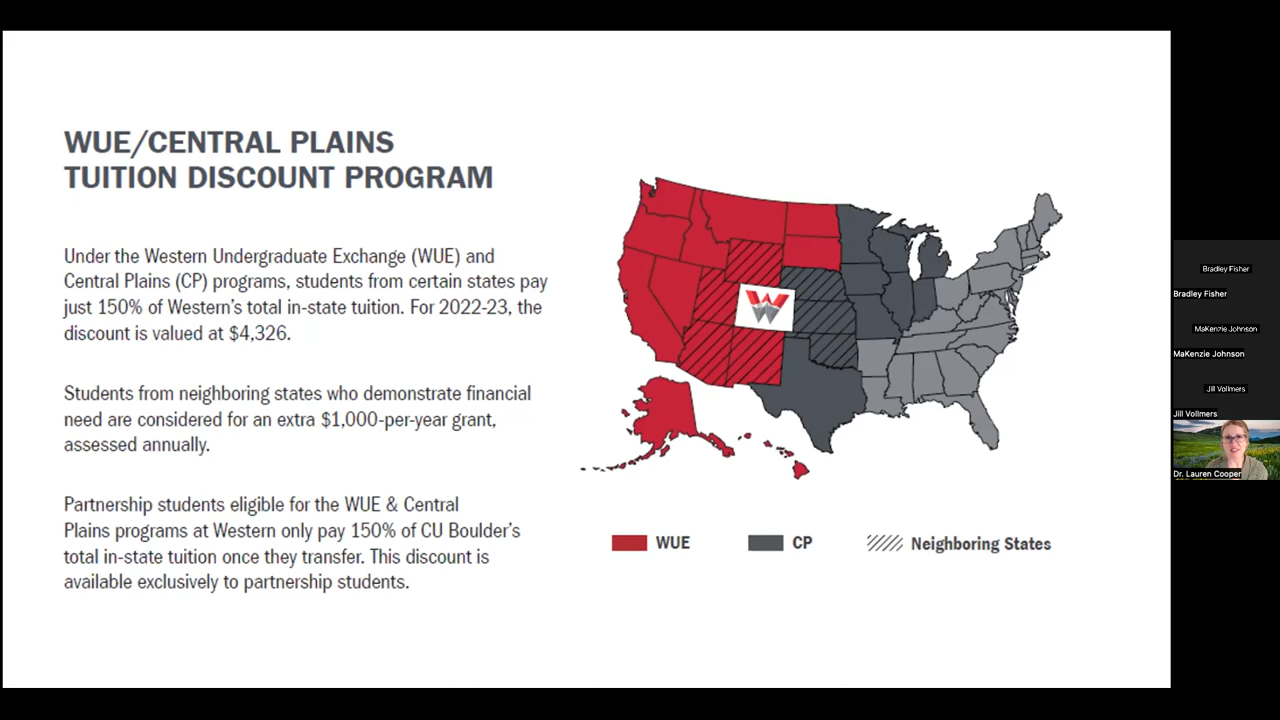 WUE/CENTRAL PLAINS
TUITION DISCOUNT PROGRAM
Under the Western Undergraduate Exchange (WUE) and
Central Plains (CP) programs, students from certain states pay
just 150% of Western's total in-state tuition. For 2022-23, the
discount is valued at $4,326.
Students from neighboring states who demonstrate financial
need are considered for an extra $1,000-per-year grant,
assessed annually.
Partnership students eligible for the WUE & Central
Plains programs at Western only pay 150% of CU Boulder's
total in-state tuition once they transfer. This discount is
available exclusively to partnership students.
W
WUE
CP
Neighboring States
Bradley Fisher
Bradley Fisher
MaKenzie Johnson
MaKenzie Johnson
Jill Vollmers
Jill Vollmers
Dr. Lauren Cooper